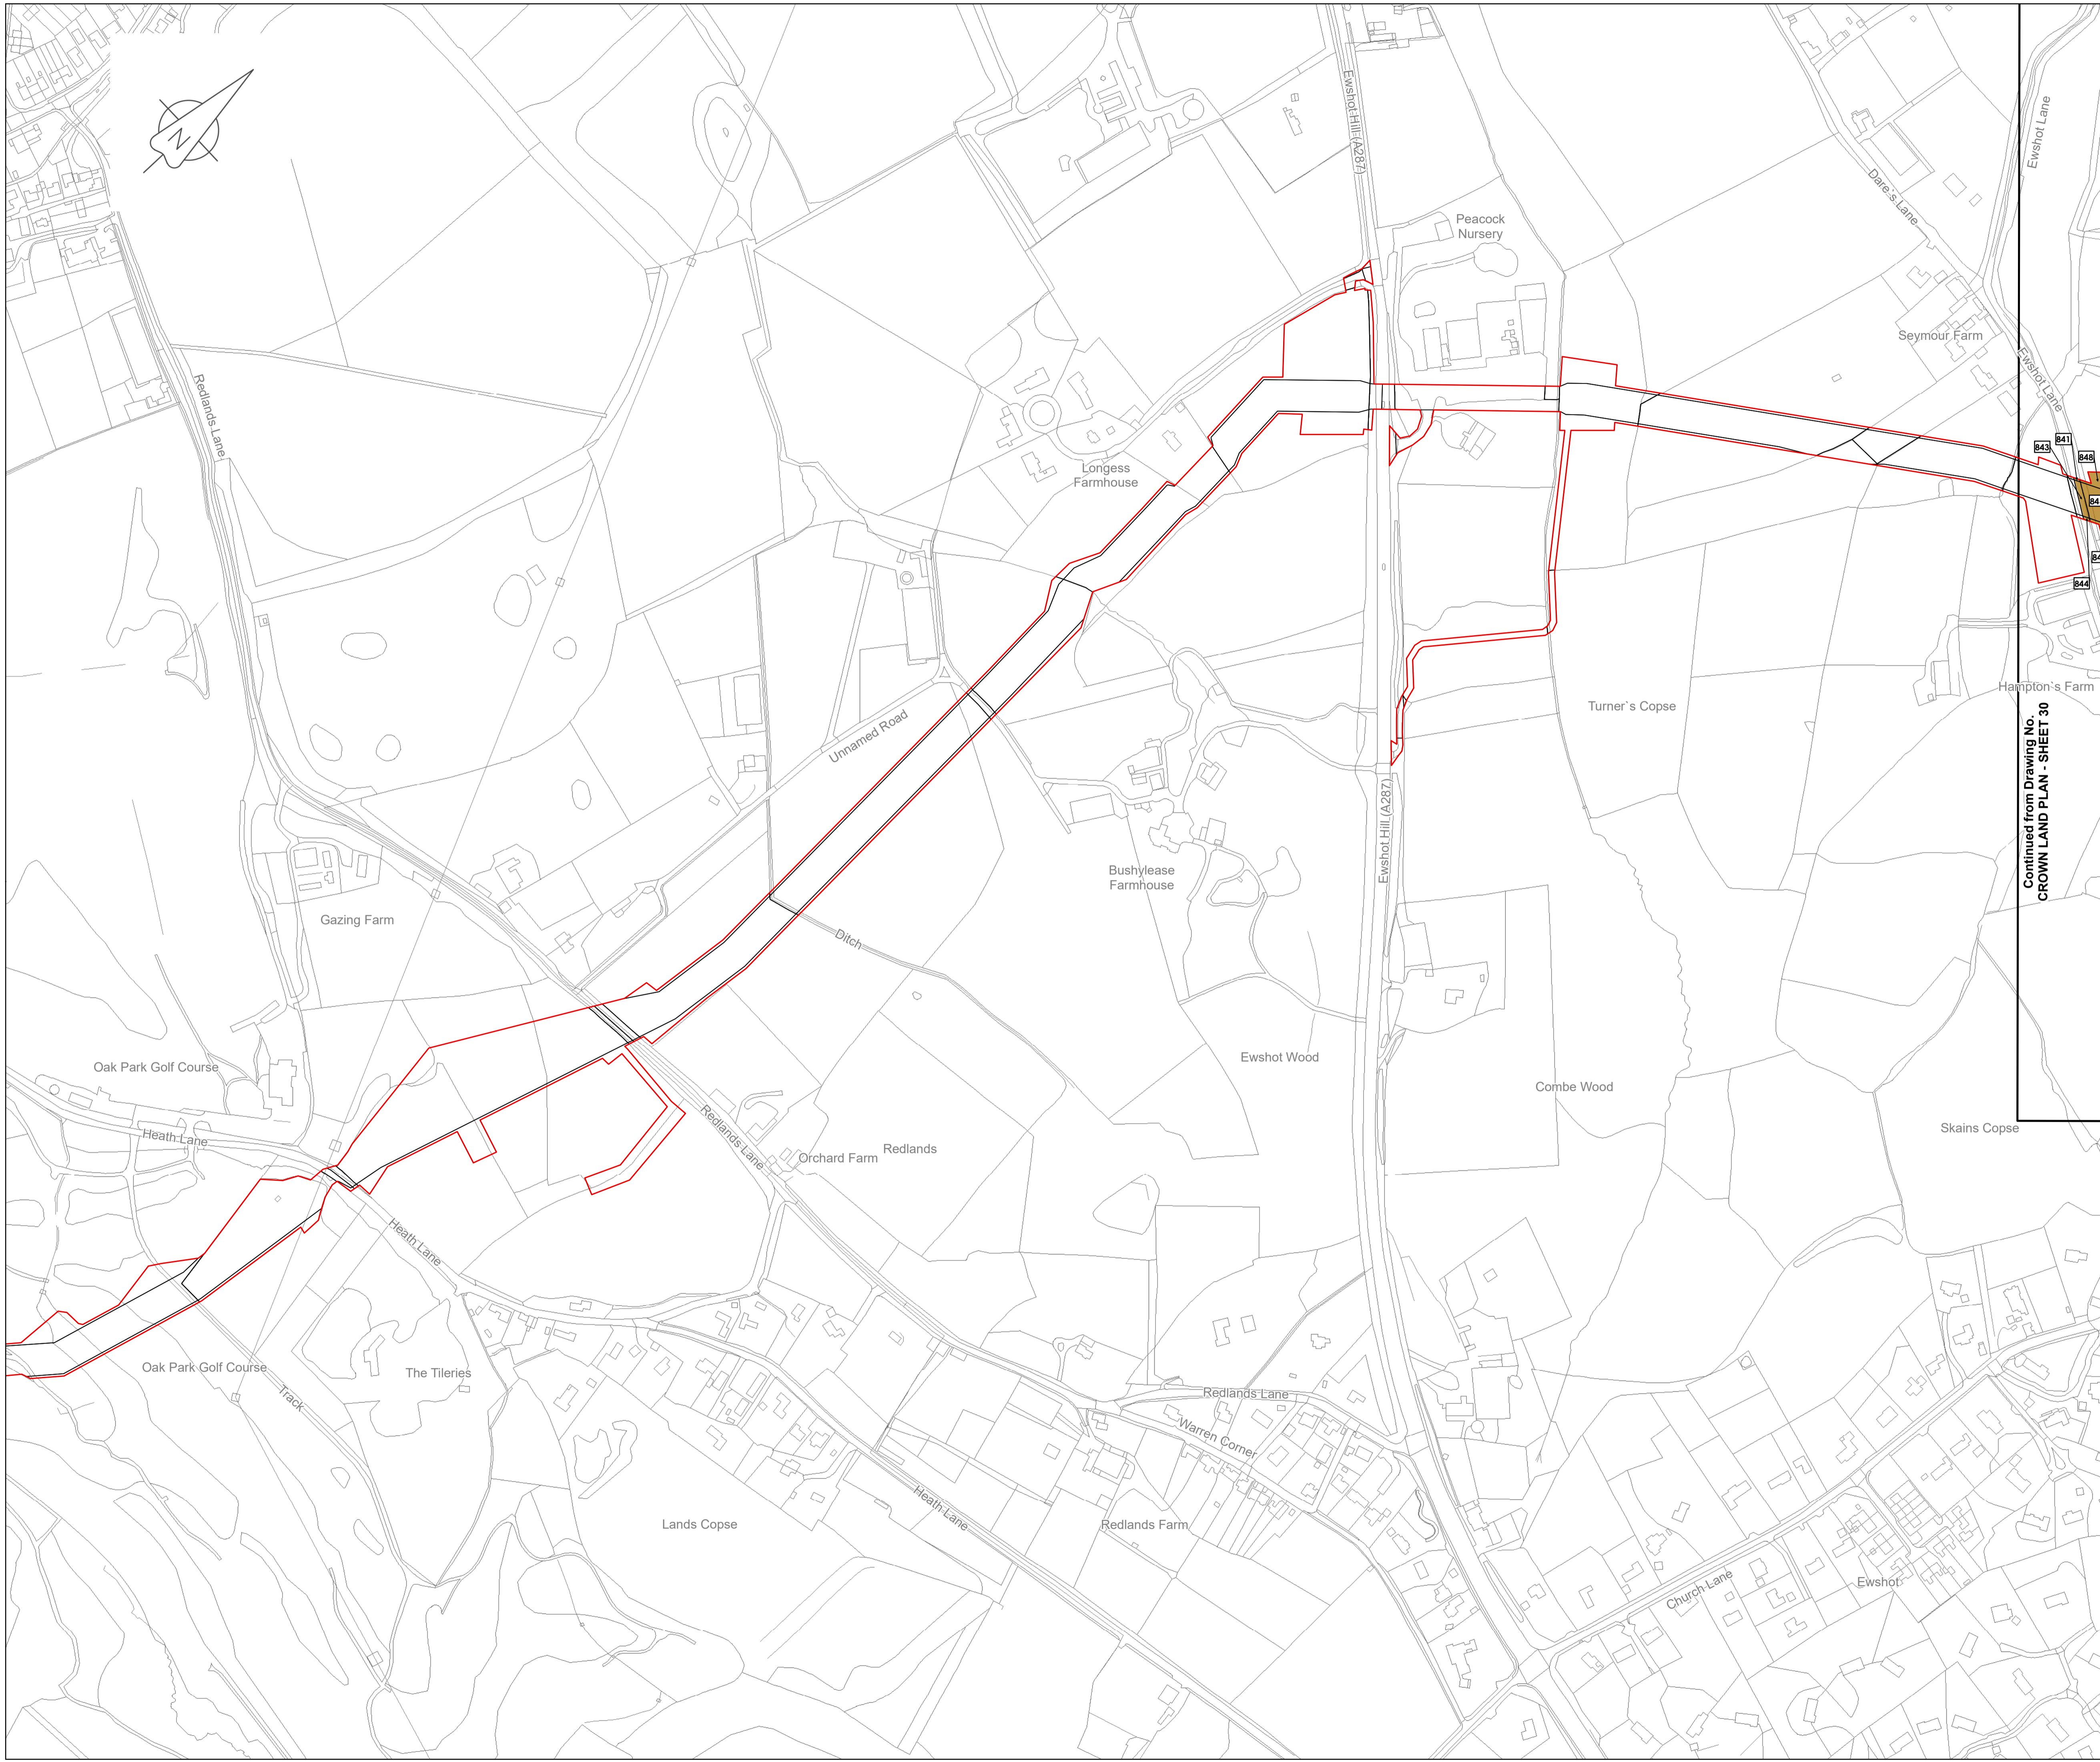 N
Ewshot Hill (A287)
Ewshot Lane
Dare`s Lane
Peacock
Nursery
Seymour Farm
Ewshot Lane
Redlands Lane
843
841
848
Longess
Farmhouse
844
Hampton`s Farm
Turner`s Copse
Unnamed Road
Continued from Drawing No.
CROWN LAND PLAN - SHEET 30
Ewshot Hill (A287)
Bushylease
Farmhouse
Gazing Farm
Ditch
Oak Park Golf Course
Ewshot Wood
Combe Wood
Heath Lane
Redlands Lane
Skains Copse
Orchard Farm
Redlands
Heath Lane
Oak Park Golf Course
The Tileries
Track
Redlands Lane
Warren Corner
Heath Lane
Lands Copse
Redlands Farm
Church Lane
Ewshot